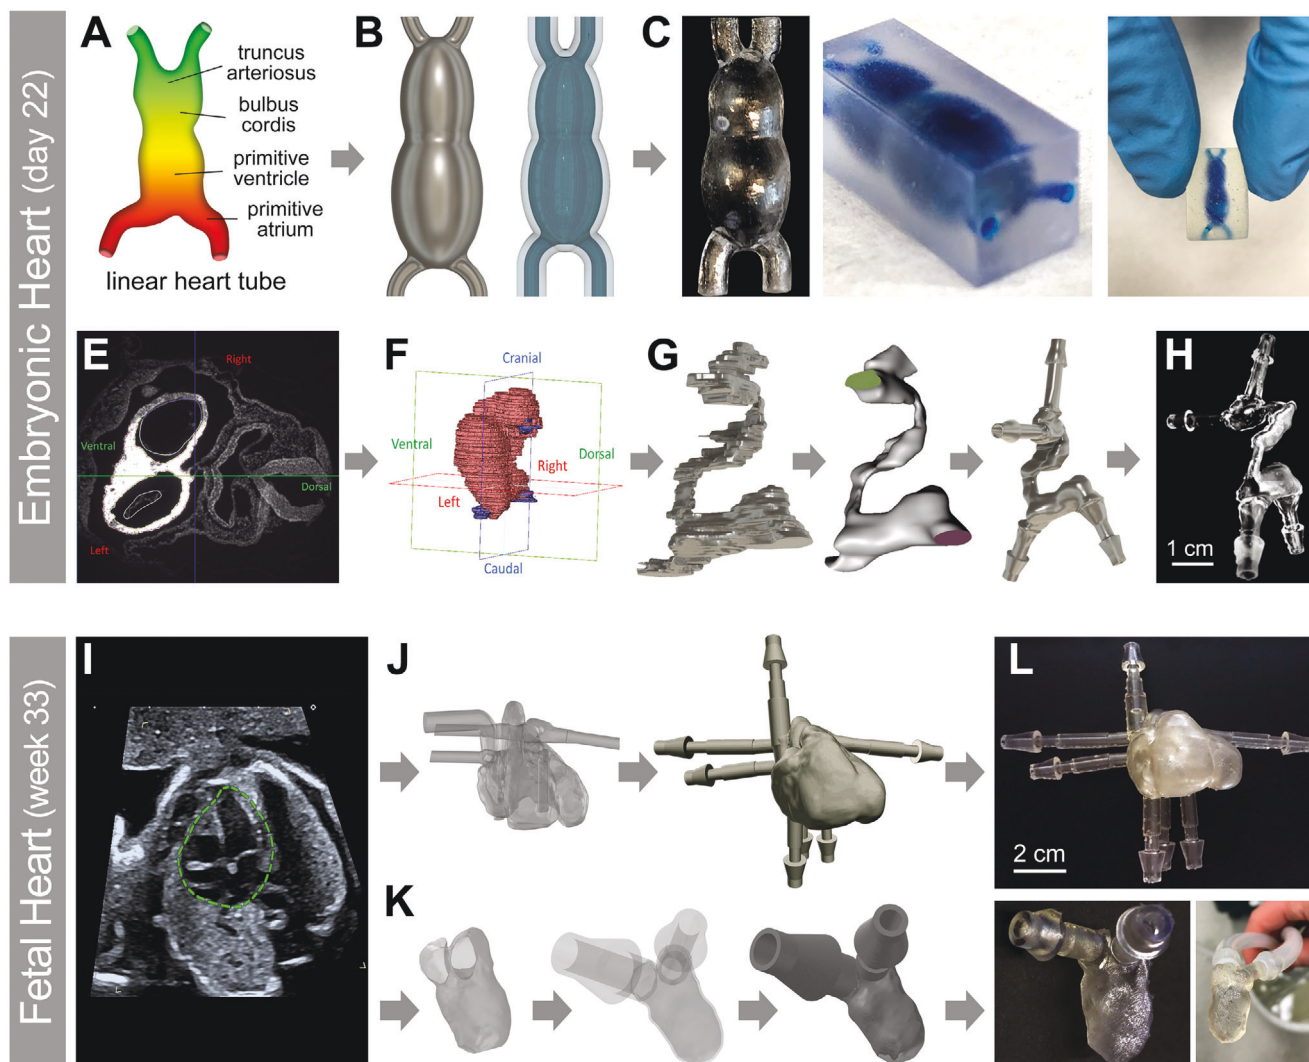 Embryonic Heart (day 22)
A
truncus
arteriosus
bulbus
cordis
primitive
ventricle
primitive
atrium
linear heart tube
B
C
E
Right
Ventral
Dorsal
Left
F
Cranial
Ventral
Dorsal
Right
Left
Caudal
G
H
1 cm
Fetal Heart (week 33)
I
J
K
L
2 cm